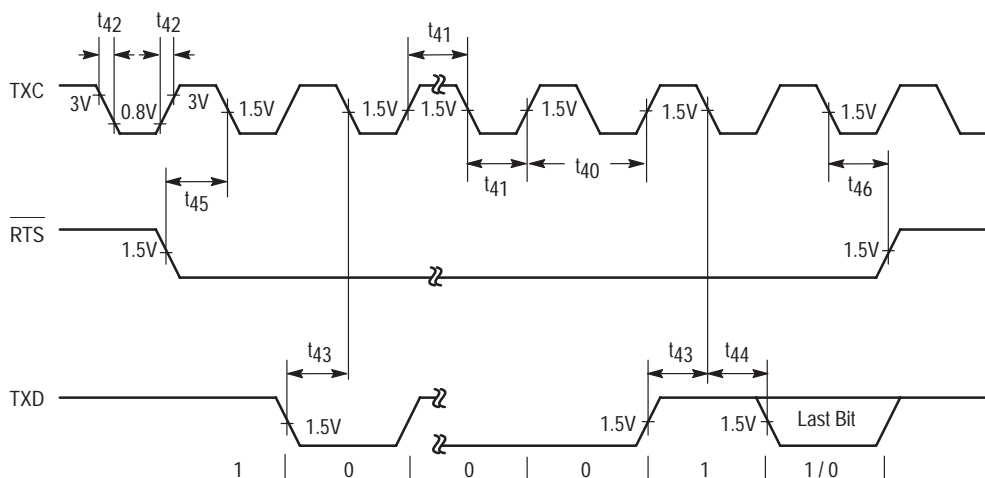 t42 t42 t41
TXC 3V 0.8V 3V 1.5V 1.5V 1.5V 1.5V 1.5V 1.5V
t45 t41 t40 t46
RTS 1.5V 1.5V
t43 t43 t44
TXD 1.5V 1.5V 1.5V Last Bit
1 0 0 0 1 1 / 0